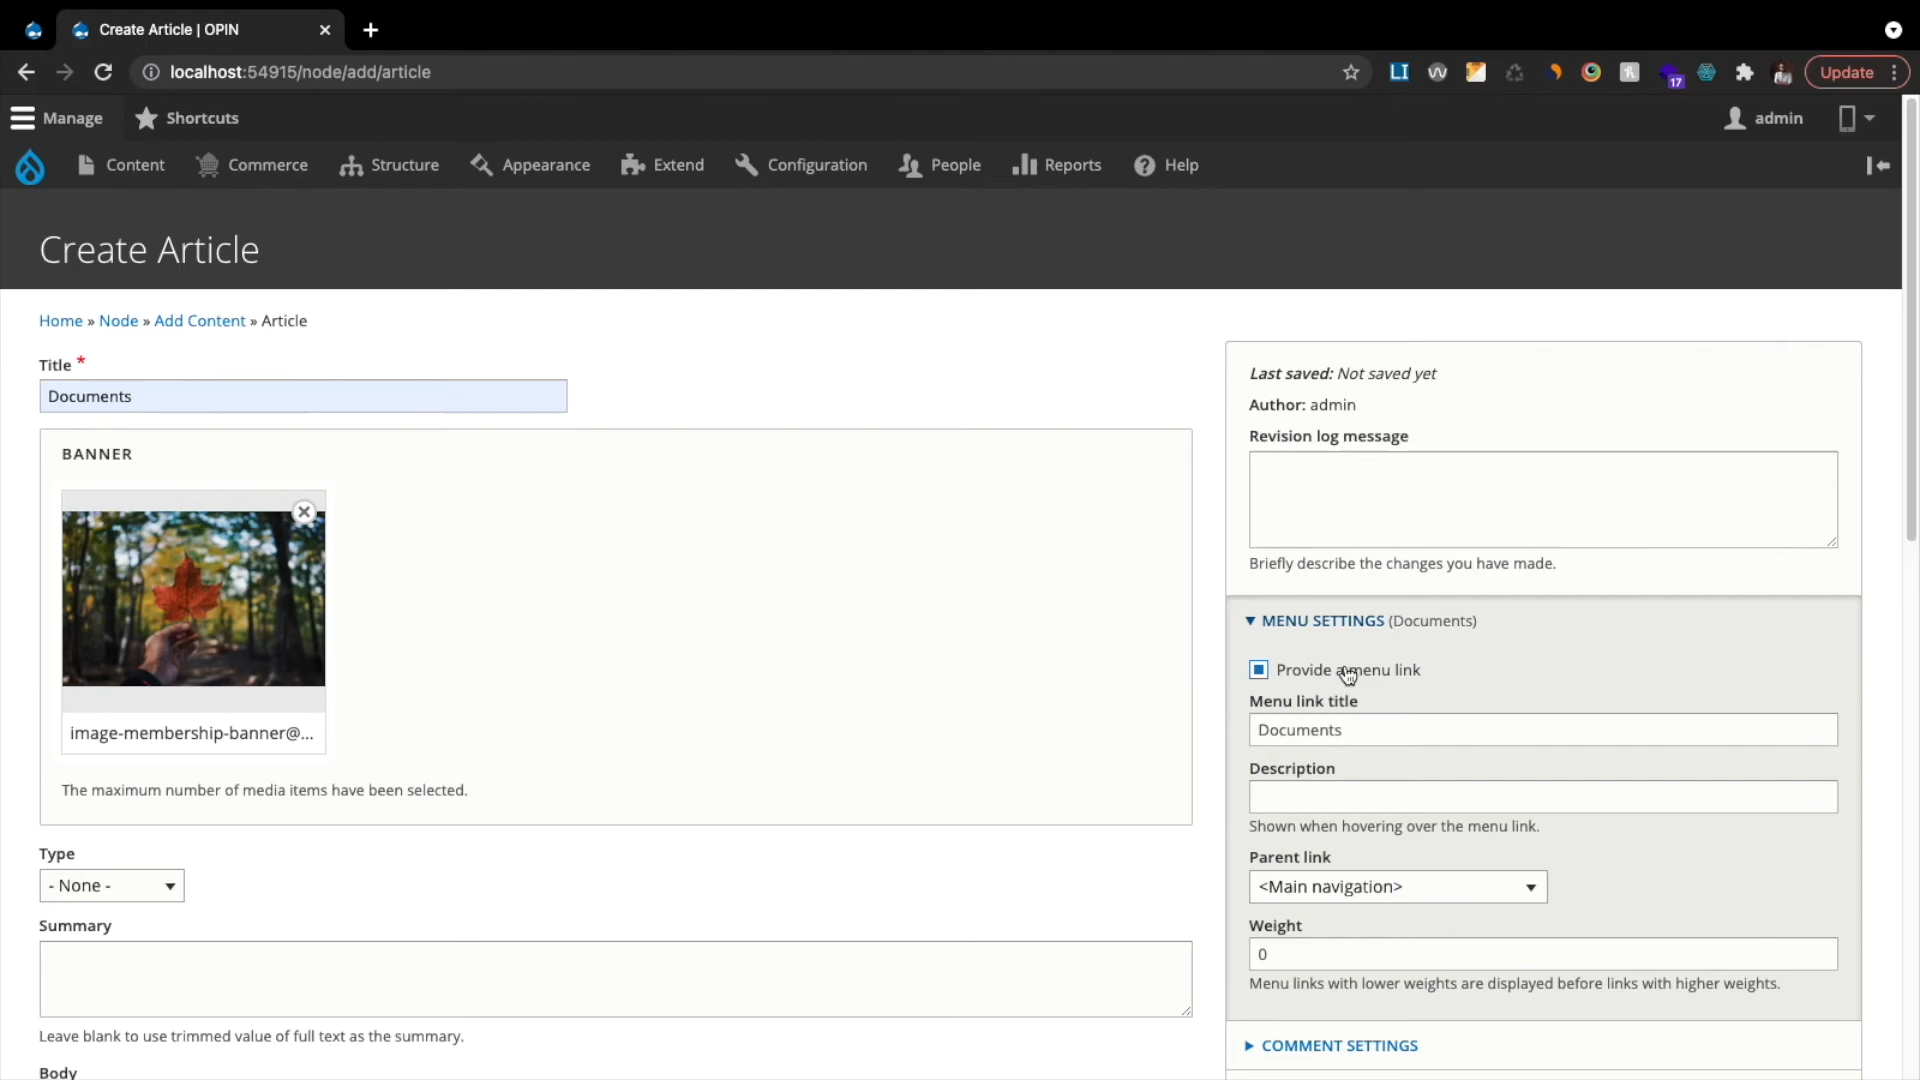 Create Article | OPIN
localhost:54915/node/add/article
LI
17
Update
Manage
Shortcuts
admin
Content
Commerce
Structure
Appearance
Extend
Configuration
People
Reports
Help
Create Article
Home » Node » Add Content » Article
Title *
Documents
BANNER
image-membership-banner@...
The maximum number of media items have been selected.
Type
- None -
Summary
Leave blank to use trimmed value of full text as the summary.
Body
Last saved: Not saved yet
Author: admin
Revision log message
Briefly describe the changes you have made.
MENU SETTINGS (Documents)
Provide a menu link
Menu link title
Documents
Description
Shown when hovering over the menu link.
Parent link
<Main navigation>
Weight
0
Menu links with lower weights are displayed before links with higher weights.
COMMENT SETTINGS